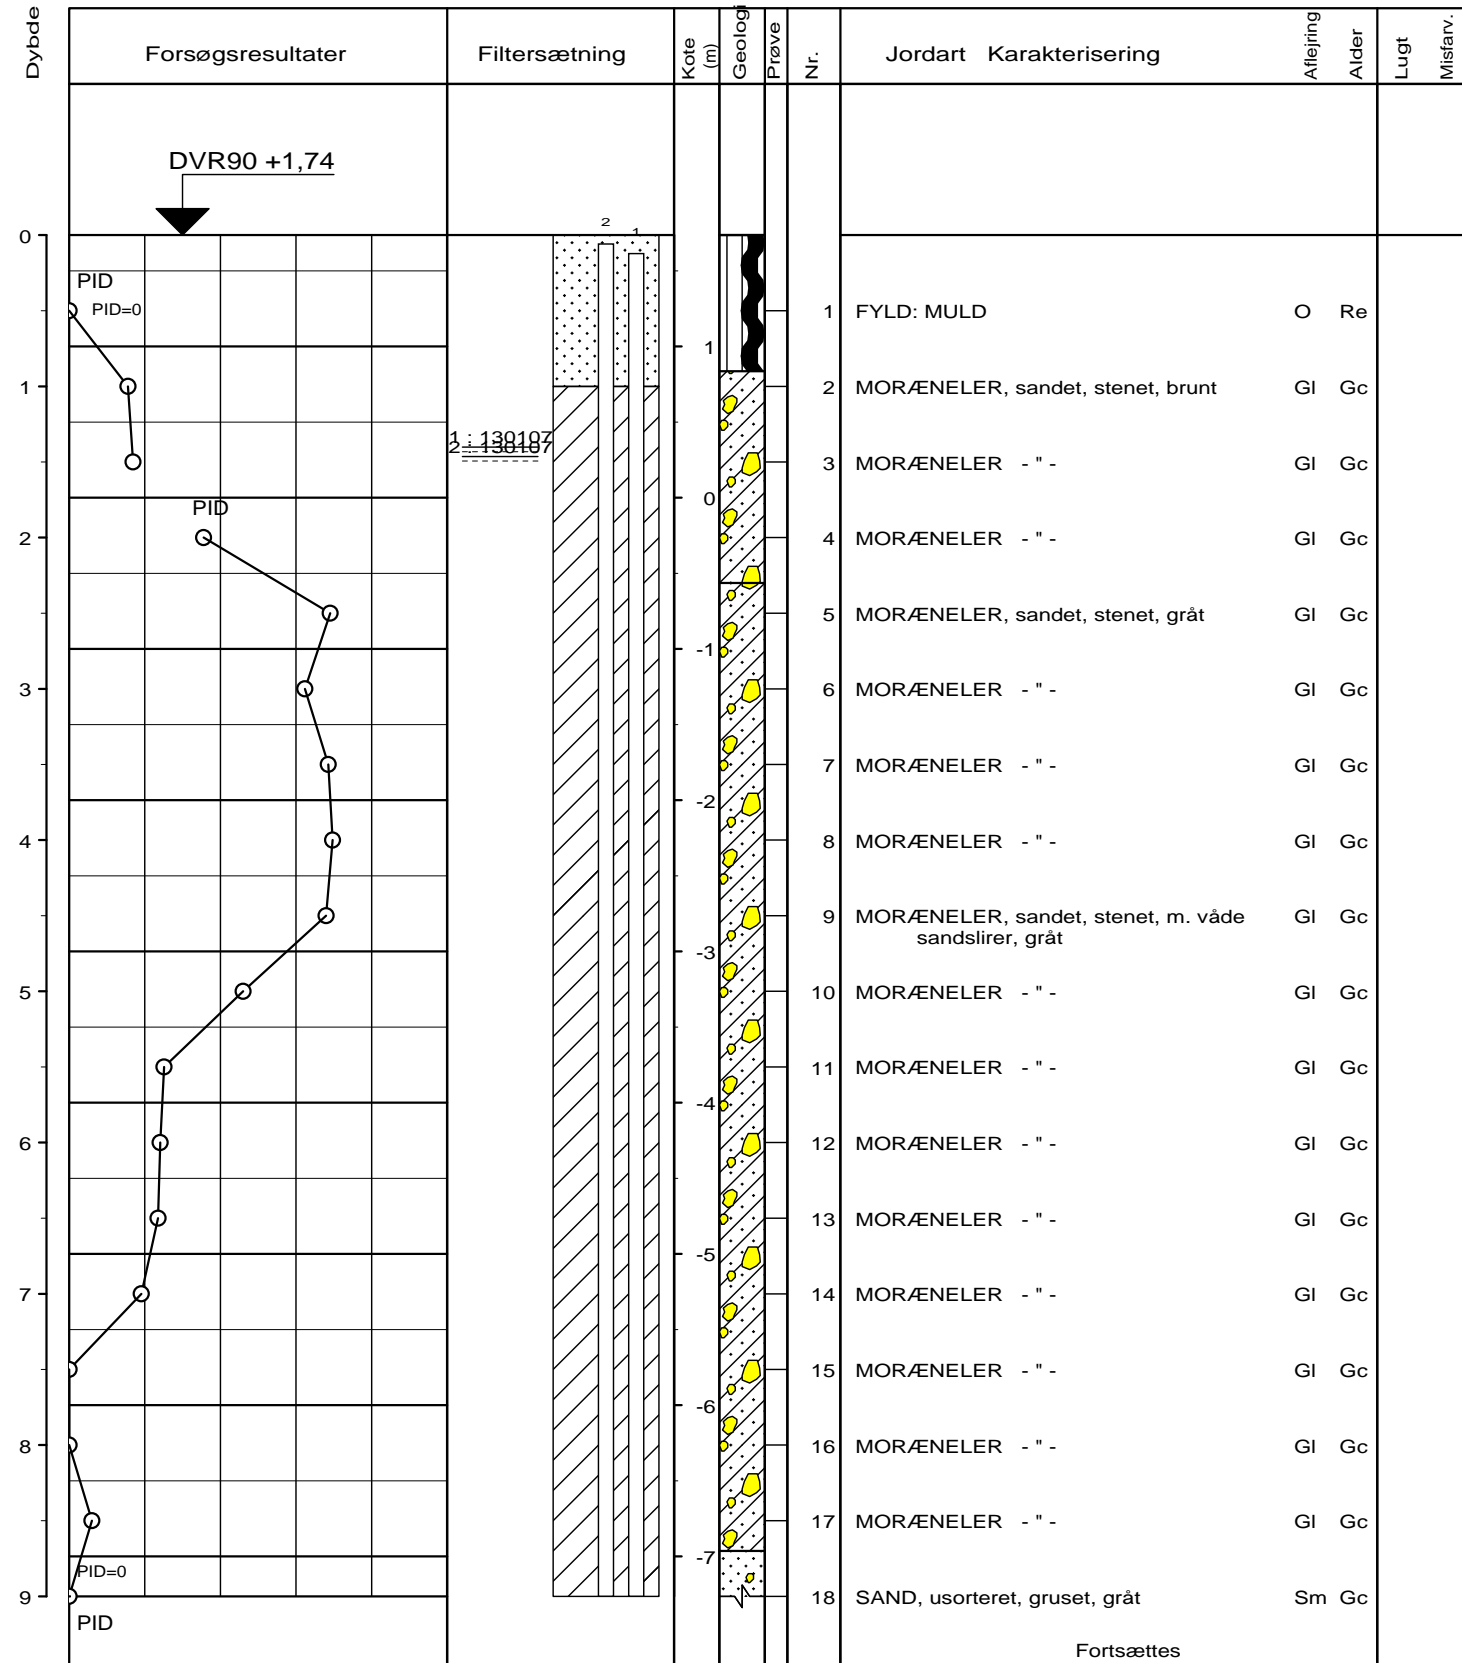 Dybde Forsøgsresultater Filtersætning Kote (m) Geologi Prøve Nr. Jordart Karakterisering Aflejring Alder Lugt Misfarv.
DVR90 +1,74
2
1
0
PID
PID=0
1 FYLD: MULD O Re
1
1
2 MORÆNELER, sandet, stenet, brunt Gl Gc
1 : 130107
2 : 130107
3 MORÆNELER - " - Gl Gc
0
PID
2
4 MORÆNELER - " - Gl Gc
5 MORÆNELER, sandet, stenet, gråt Gl Gc
-1
3
6 MORÆNELER - " - Gl Gc
7 MORÆNELER - " - Gl Gc
-2
4
8 MORÆNELER - " - Gl Gc
9 MORÆNELER, sandet, stenet, m. våde Gl Gc
sandslirer, gråt
-3
5
10 MORÆNELER - " - Gl Gc
11 MORÆNELER - " - Gl Gc
-4
6
12 MORÆNELER - " - Gl Gc
13 MORÆNELER - " - Gl Gc
-5
7
14 MORÆNELER - " - Gl Gc
15 MORÆNELER - " - Gl Gc
-6
8
16 MORÆNELER - " - Gl Gc
17 MORÆNELER - " - Gl Gc
-7
PID=0
9
18 SAND, usorteret, gruset, gråt Sm Gc
PID
Fortsættes